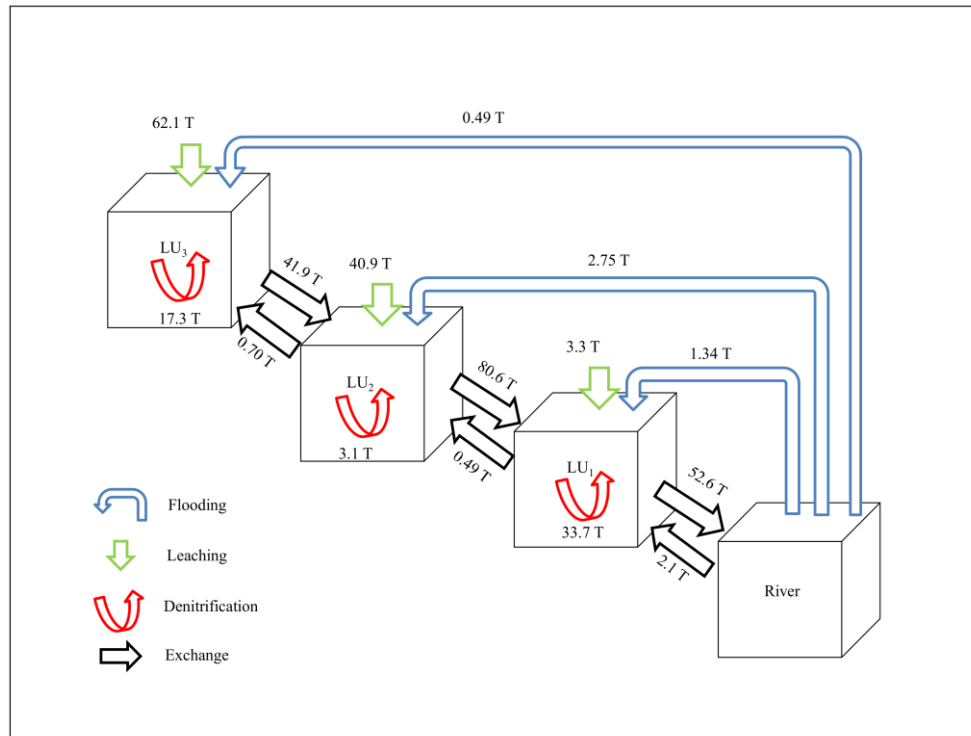 0.49 T
62.1 T
LU₃
17.3 T
41.9 T
0.70 T
40.9 T
2.75 T
LU₂
3.1 T
80.6 T
0.49 T
3.3 T
1.34 T
LU₁
33.7 T
52.6 T
2.1 T
River
Flooding
Leaching
Denitrification
Exchange